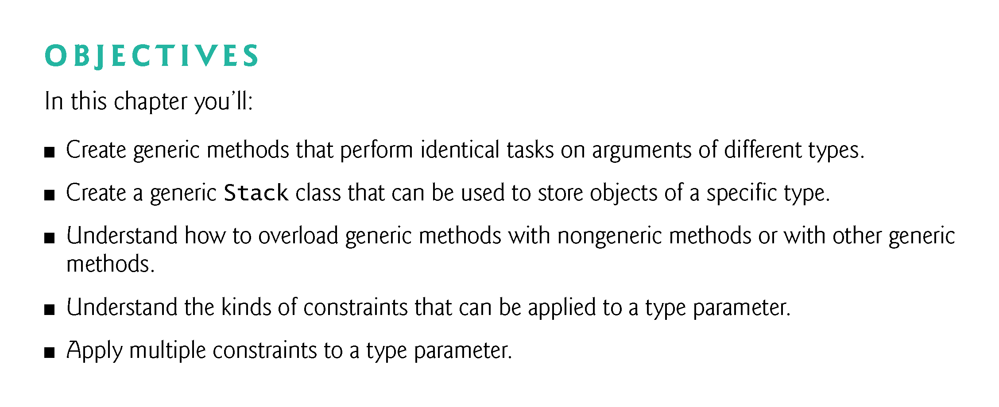 OBJECTIVES
In this chapter you’ll:
■ Create generic methods that perform identical tasks on arguments of different types.
■ Create a generic Stack class that can be used to store objects of a specific type.
■ Understand how to overload generic methods with nongeneric methods or with other generic
methods.
■ Understand the kinds of constraints that can be applied to a type parameter.
■ Apply multiple constraints to a type parameter.